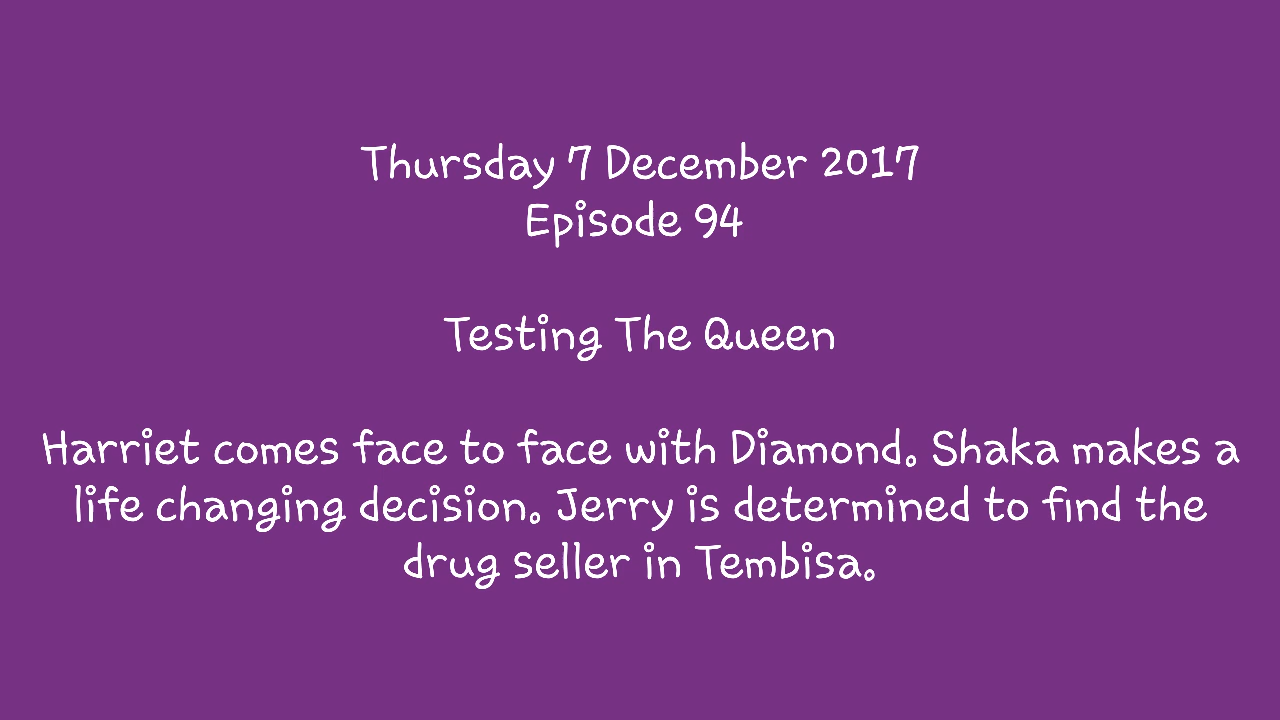 Thursday 7 December 2017
Episode 94
Testing The Queen
Harriet comes face to face with Diamond. Shaka makes a
life changing decision. Jerry is determined to find the
drug seller in Tembisa.